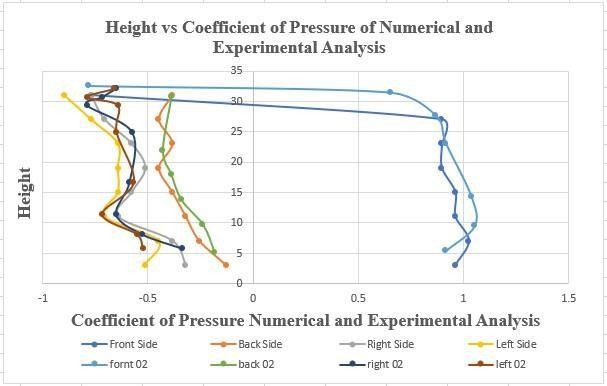 Height vs Coefficient of Pressure of Numerical and
Experimental Analysis
35
30
25
20
15
10
5
0
-1 -0.5 0 0.5 1 1.5
Height
Coefficient of Pressure Numerical and Experimental Analysis
Front Side Back Side Right Side Left Side
fornt 02 back 02 right 02 left 02